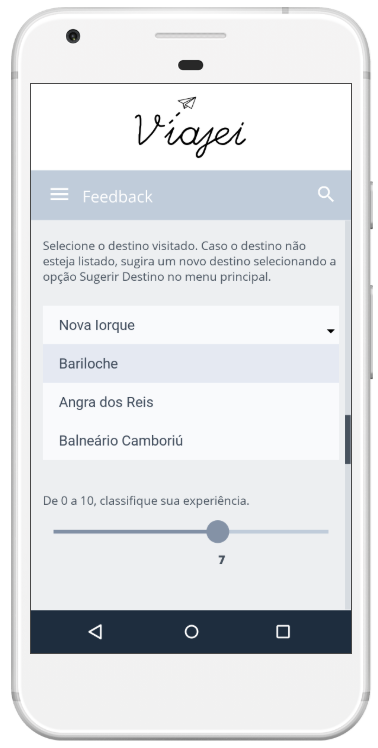 Viajei
Feedback
Selecione o destino visitado. Caso o destino não
esteja listado, sugira um novo destino selecionando a
opção Sugerir Destino no menu principal.
Nova Iorque
Bariloche
Angra dos Reis
Balneário Camboriú
De 0 a 10, classifique sua experiência.
7